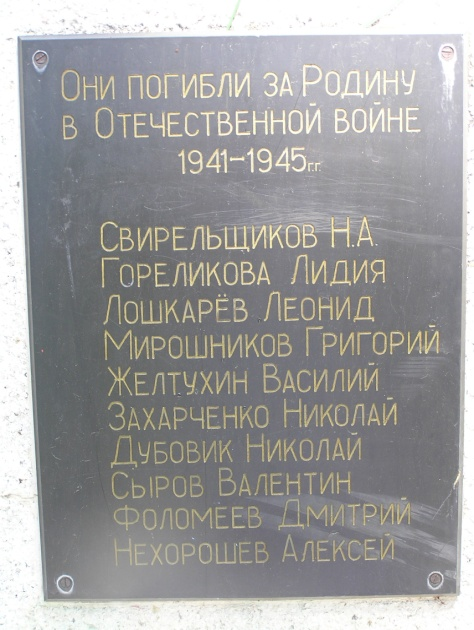 Они погибли за Родину
в Отечественной войне
1941-1945г.г.
Свирельщиков Н.А.
Гореликова Лидия
Лошкарёв Леонид
Мирошников Григорий
Желтухин Василий
Захарченко Николай
Дубовик Николай
Сыров Валентин
Фоломеев Дмитрий
Нехорошев Алексей